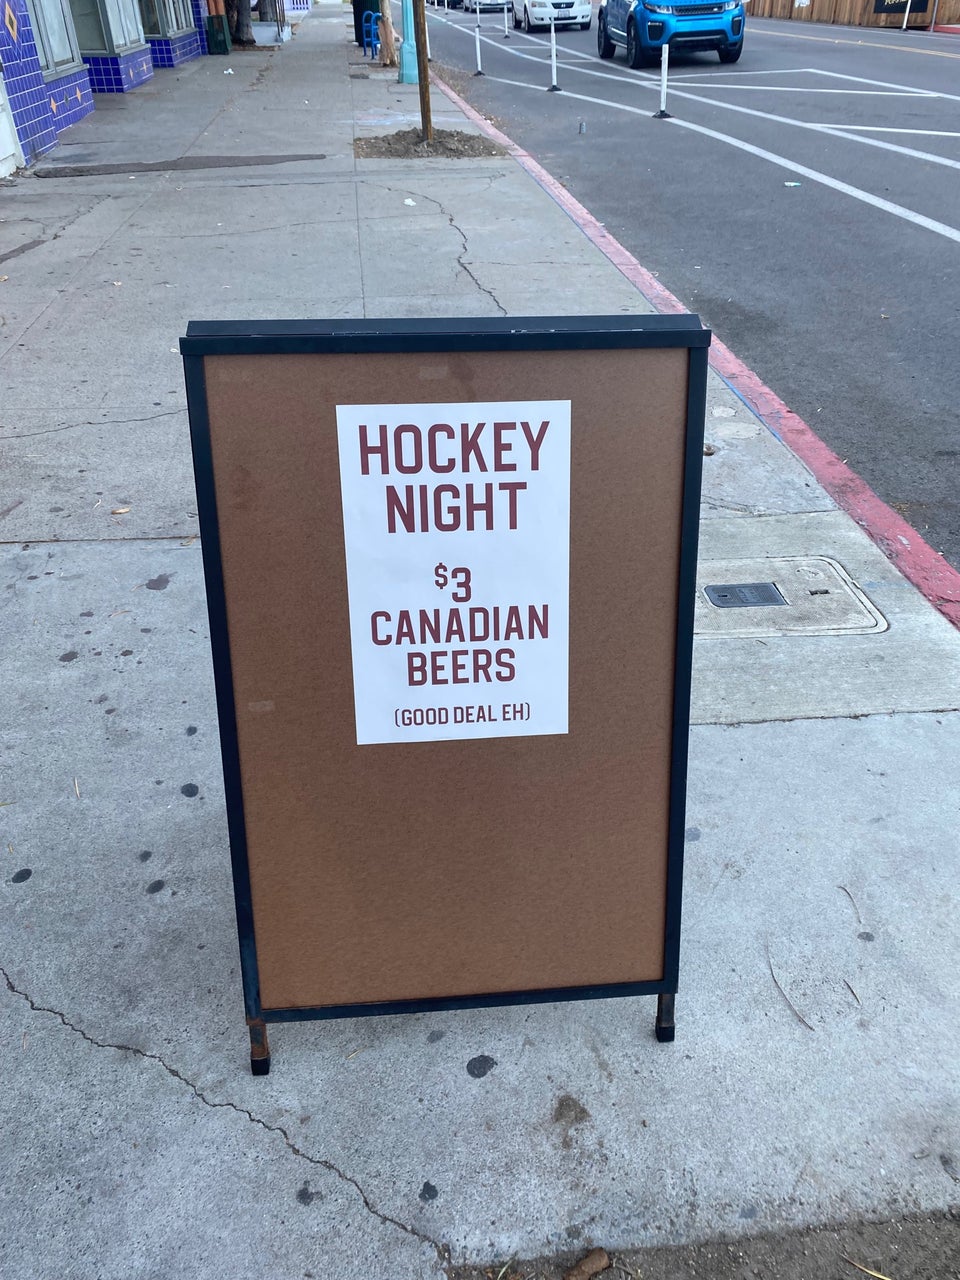 HOCKEY
NIGHT
$3
CANADIAN
BEERS
(GOOD DEAL EH)